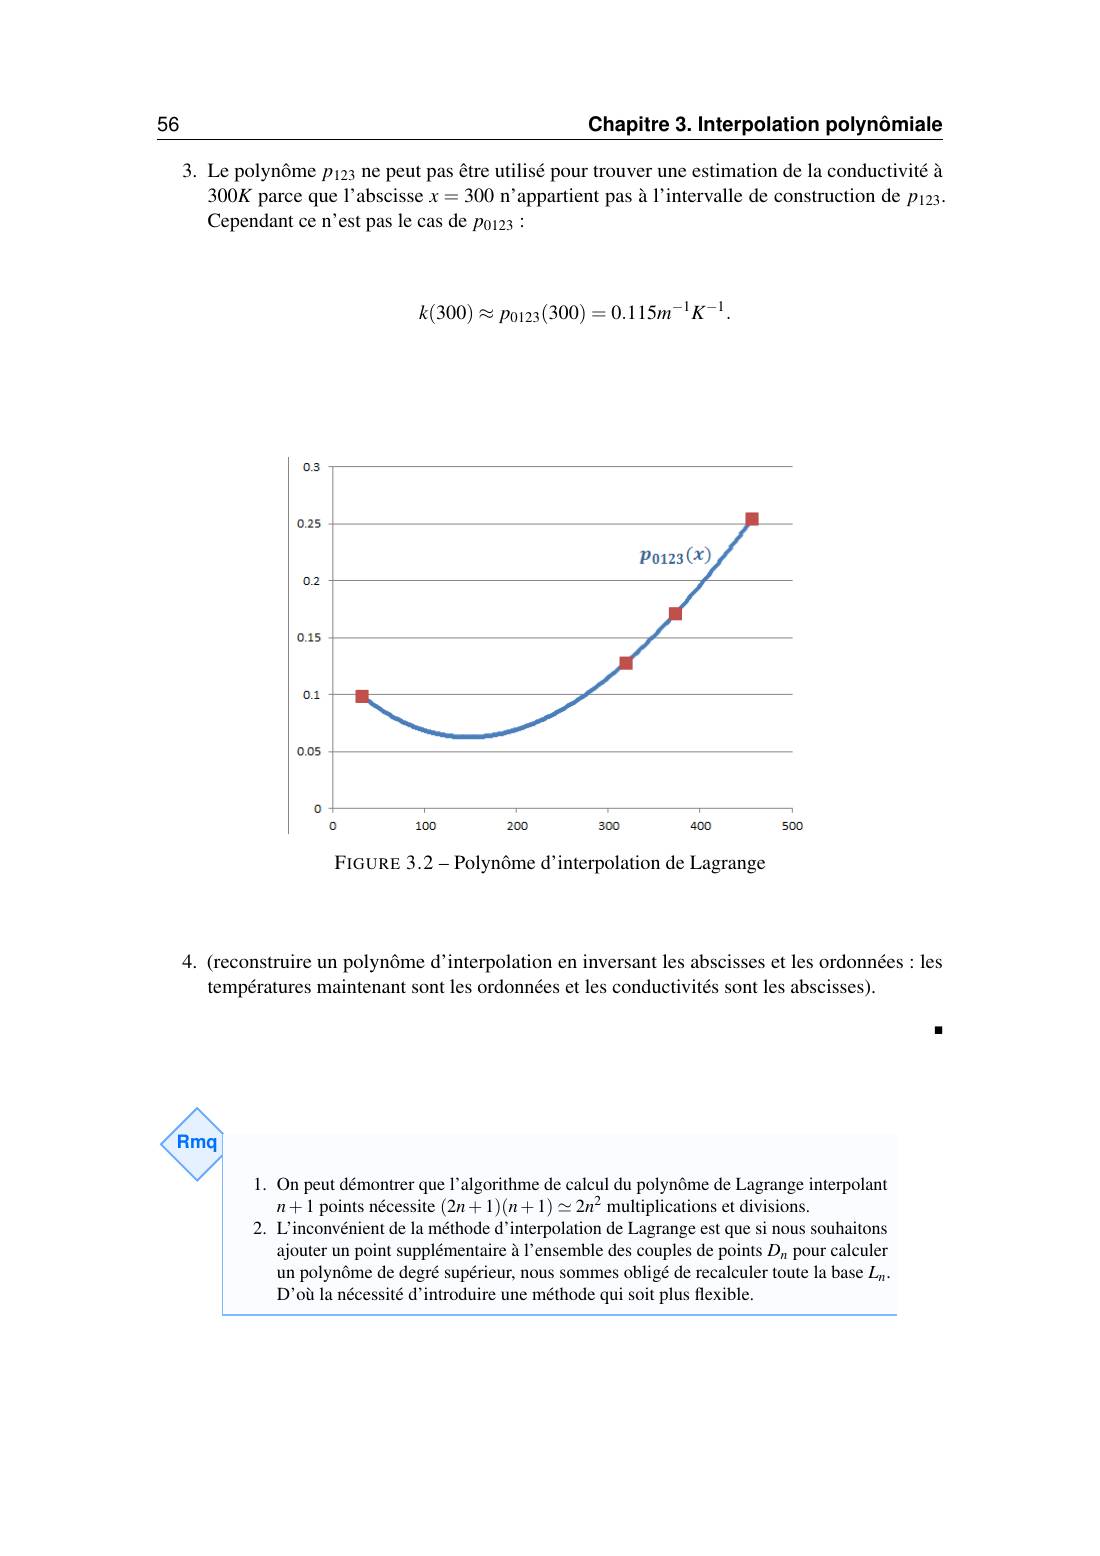 56
Chapitre 3. Interpolation polynômiale
3. Le polynôme p123 ne peut pas être utilisé pour trouver une estimation de la conductivité à
300K parce que l'abscisse x = 300 n'appartient pas à l'intervalle de construction de p123.
Cependant ce n'est pas le cas de p0123 :
k(300) ≈ p0123(300) = 0.115m⁻¹K⁻¹.
0.3
0.25
p0123(x)
0.2
0.15
0.1
0.05
0
0 100 200 300 400 500
FIGURE 3.2 – Polynôme d'interpolation de Lagrange
4. (reconstruire un polynôme d'interpolation en inversant les abscisses et les ordonnées : les
températures maintenant sont les ordonnées et les conductivités sont les abscisses).
Rmq
1. On peut démontrer que l'algorithme de calcul du polynôme de Lagrange interpolant
n + 1 points nécessite (2n + 1)(n + 1) ≃ 2n² multiplications et divisions.
2. L'inconvénient de la méthode d'interpolation de Lagrange est que si nous souhaitons
ajouter un point supplémentaire à l'ensemble des couples de points Dn pour calculer
un polynôme de degré supérieur, nous sommes obligé de recalculer toute la base Ln.
D'où la nécessité d'introduire une méthode qui soit plus flexible.